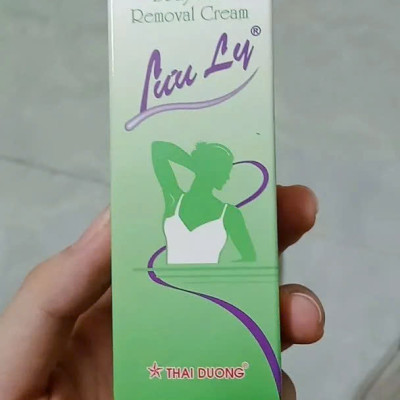 Removal Cream
Lưu Ly®
THAI DUONG®